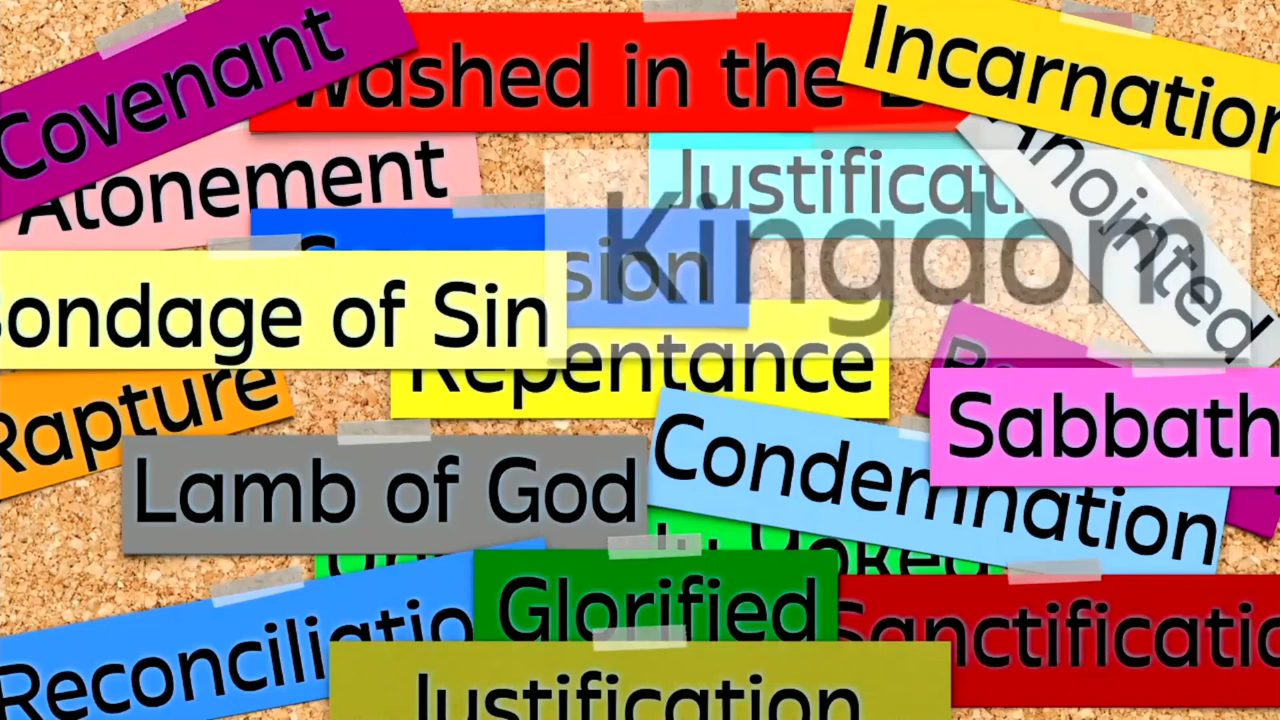 Covenant
Washed in the
Incarnation
Atonement
Justificati
Anointed
Kingdom
sion
Bondage of Sin
Repentance
Rapture
Sabbath
Condemnation
Lamb of God
Reconciliatio
Glorified
Sanctificatio
Justification